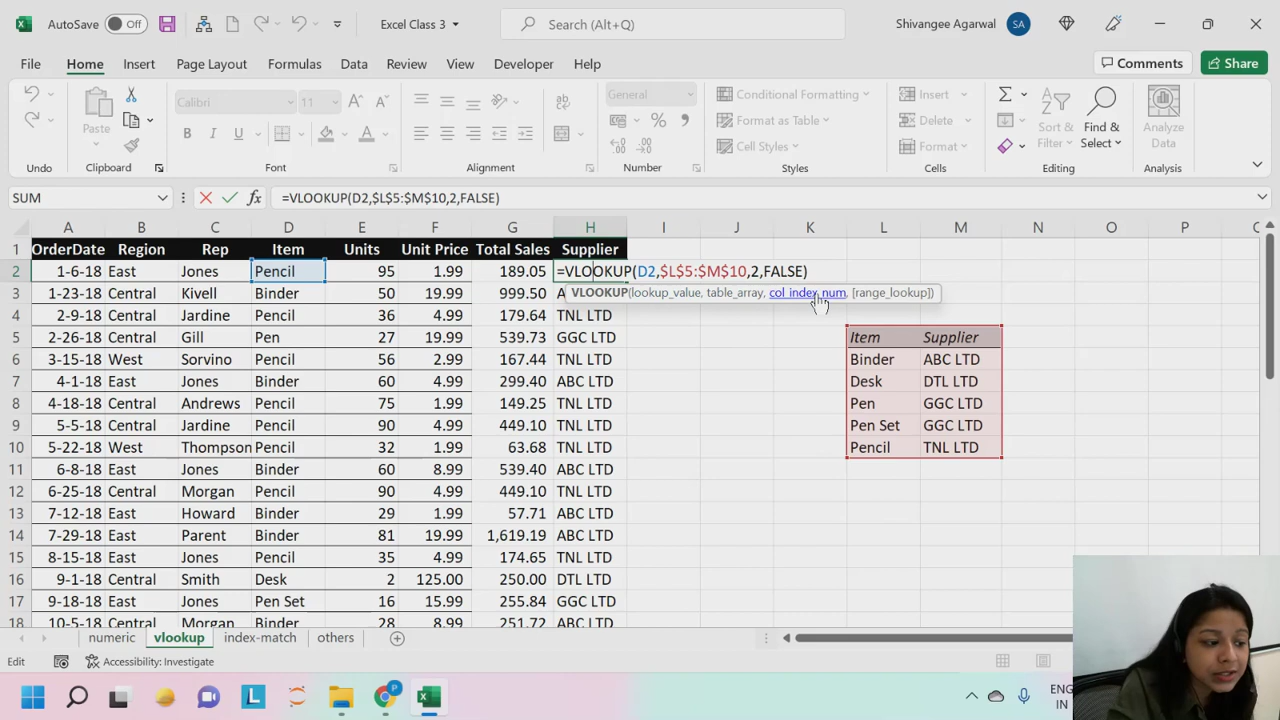 AutoSave Off Excel Class 3 Search (Alt+Q) Shivangee Agarwal SA
File Home Insert Page Layout Formulas Data Review View Developer Help Comments Share
Paste
Calibri 11
B I U
General
Conditional Formatting
Format as Table
Cell Styles
Insert
Delete
Format
Sort & Filter
Find & Select
Analyze Data
Undo Clipboard Font Alignment Number Styles Cells Editing Analysis
SUM =VLOOKUP(D2,$L$5:$M$10,2,FALSE)
A B C D E F G H I J K L M N O P C
1 OrderDate Region Rep Item Units Unit Price Total Sales Supplier
2 1-6-18 East Jones Pencil 95 1.99 189.05 =VLOOKUP(D2,$L$5:$M$10,2,FALSE)
VLOOKUP(lookup_value, table_array, col_index_num, [range_lookup])
3 1-23-18 Central Kivell Binder 50 19.99 999.50 A
4 2-9-18 Central Jardine Pencil 36 4.99 179.64 TNL LTD
5 2-26-18 Central Gill Pen 27 19.99 539.73 GGC LTD Item Supplier
6 3-15-18 West Sorvino Pencil 56 2.99 167.44 TNL LTD Binder ABC LTD
7 4-1-18 East Jones Binder 60 4.99 299.40 ABC LTD Desk DTL LTD
8 4-18-18 Central Andrews Pencil 75 1.99 149.25 TNL LTD Pen GGC LTD
9 5-5-18 Central Jardine Pencil 90 4.99 449.10 TNL LTD Pen Set GGC LTD
10 5-22-18 West Thompson Pencil 32 1.99 63.68 TNL LTD Pencil TNL LTD
11 6-8-18 East Jones Binder 60 8.99 539.40 ABC LTD
12 6-25-18 Central Morgan Pencil 90 4.99 449.10 TNL LTD
13 7-12-18 East Howard Binder 29 1.99 57.71 ABC LTD
14 7-29-18 East Parent Binder 81 19.99 1,619.19 ABC LTD
15 8-15-18 East Jones Pencil 35 4.99 174.65 TNL LTD
16 9-1-18 Central Smith Desk 2 125.00 250.00 DTL LTD
17 9-18-18 East Jones Pen Set 16 15.99 255.84 GGC LTD
18 10-5-18 Central Morgan Binder 28 8.99 251.72 ABC LTD
numeric vlookup index-match others
Edit Accessibility: Investigate
ENG
IN